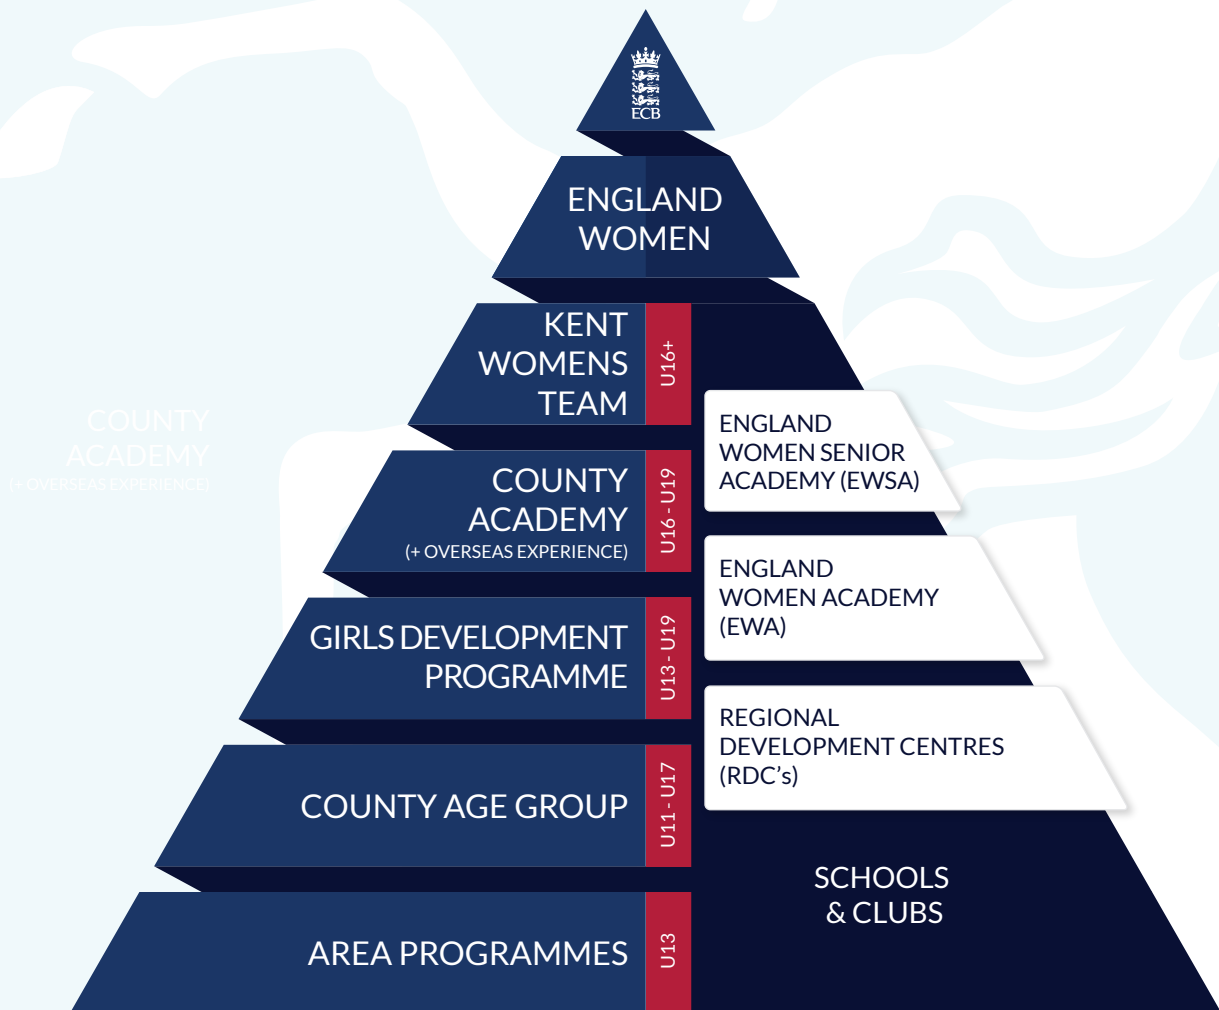 ECB
ENGLAND
WOMEN
KENT
WOMENS
TEAM
U16+
COUNTY
ACADEMY
(+ OVERSEAS EXPERIENCE)
U16 - U19
GIRLS DEVELOPMENT
PROGRAMME
U13 - U19
COUNTY AGE GROUP
U11 - U17
AREA PROGRAMMES
U13
ENGLAND
WOMEN SENIOR
ACADEMY (EWSA)
ENGLAND
WOMEN ACADEMY
(EWA)
REGIONAL
DEVELOPMENT CENTRES
(RDC's)
SCHOOLS
& CLUBS
COUNTY
ACADEMY
(+ OVERSEAS EXPERIENCE)